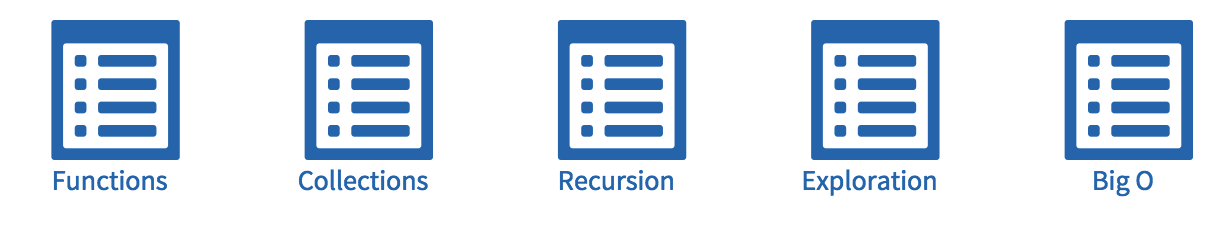 Functions
Collections
Recursion
Exploration
Big O